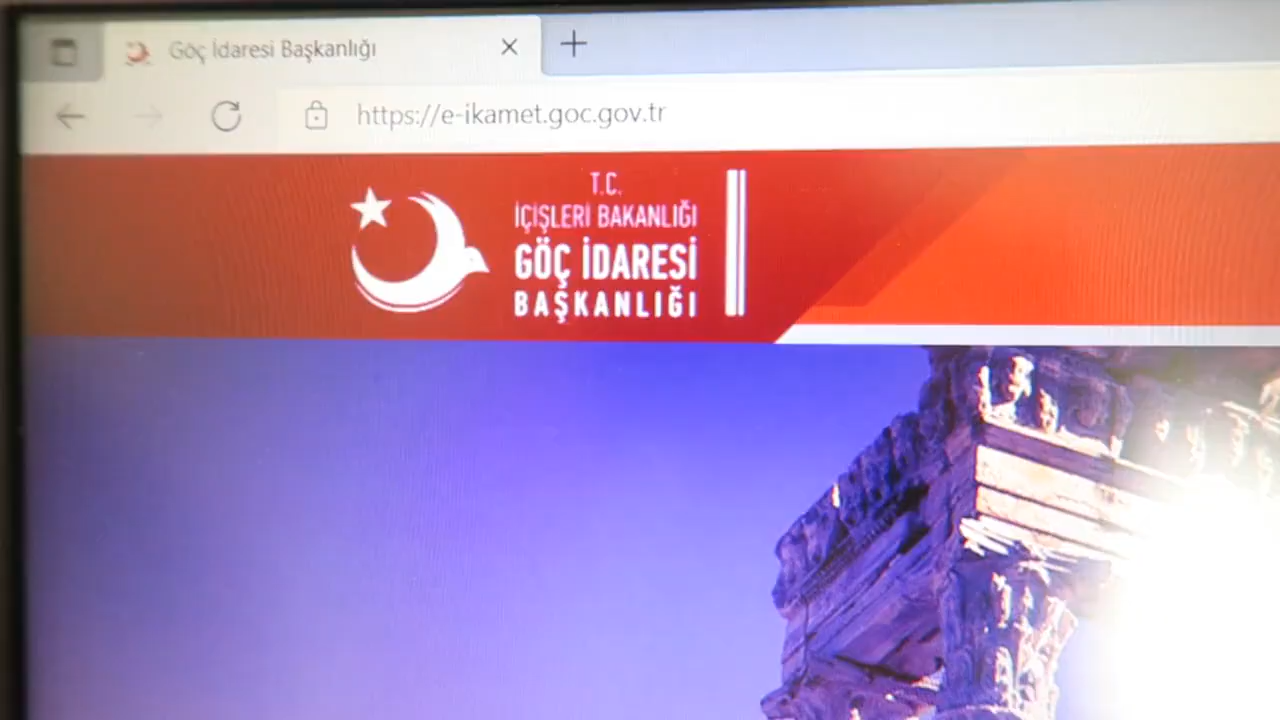 Göç İdaresi Başkanlığı
https://e-ikamet.goc.gov.tr
T.C.
İÇİŞLERİ BAKANLIĞI
GÖÇ İDARESİ
BAŞKANLIĞI